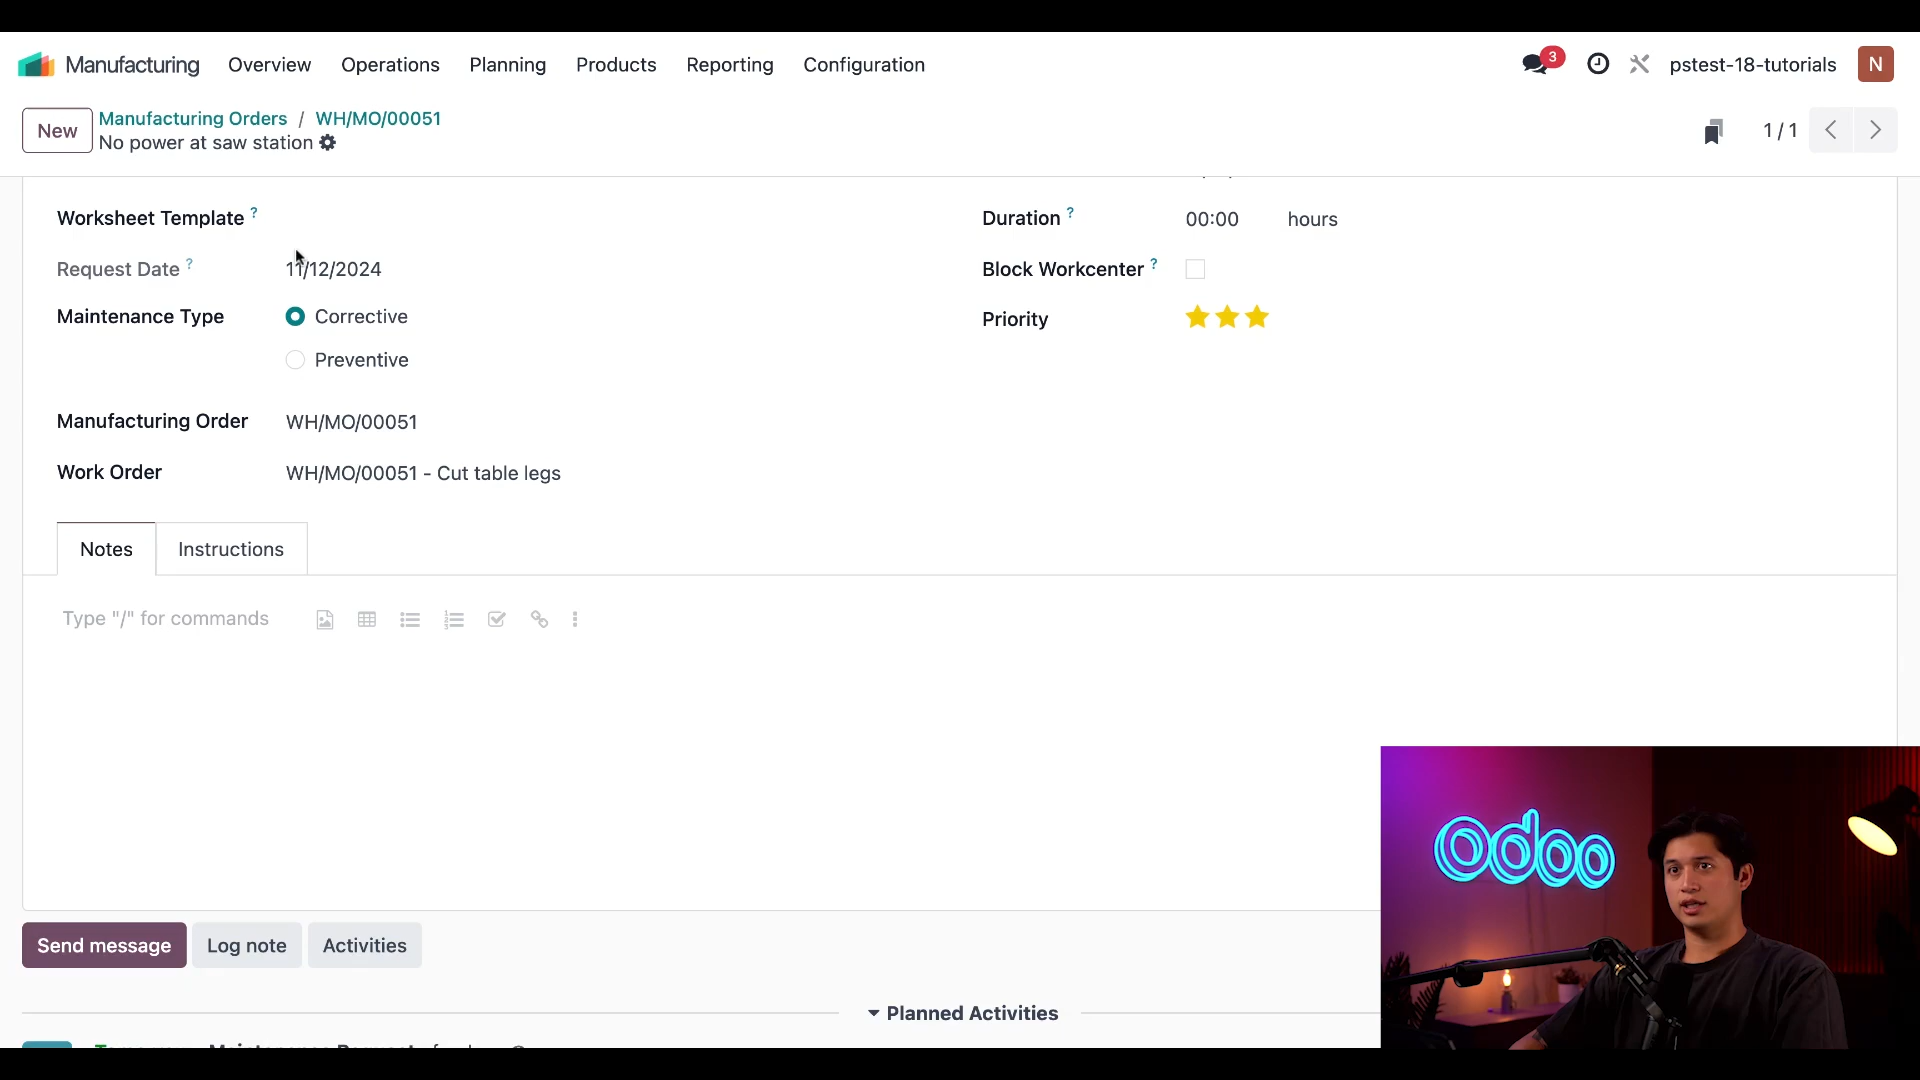 Manufacturing Overview Operations Planning Products Reporting Configuration 3 pstest-18-tutorials N
New Manufacturing Orders / WH/MO/00051
No power at saw station
1 / 1
Worksheet Template ?
Duration ? 00:00 hours
Request Date ? 11/12/2024
Block Workcenter ?
Maintenance Type Corrective
Priority
Preventive
Manufacturing Order WH/MO/00051
Work Order WH/MO/00051 - Cut table legs
Notes Instructions
Type "/" for commands
odoo
Send message Log note Activities
Planned Activities